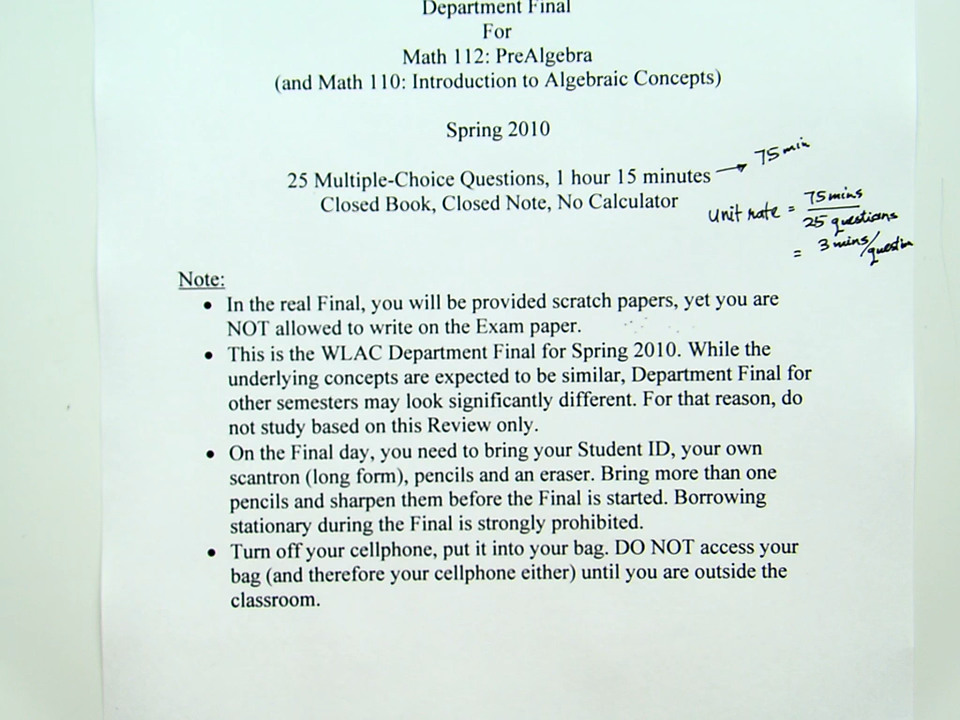 Department Final
For
Math 112: PreAlgebra
(and Math 110: Introduction to Algebraic Concepts)
Spring 2010
25 Multiple-Choice Questions, 1 hour 15 minutes → 75 min
Closed Book, Closed Note, No Calculator
Unit rate = 75 mins / 25 questions
= 3 mins/question
Note:
• In the real Final, you will be provided scratch papers, yet you are
NOT allowed to write on the Exam paper.
• This is the WLAC Department Final for Spring 2010. While the
underlying concepts are expected to be similar, Department Final for
other semesters may look significantly different. For that reason, do
not study based on this Review only.
• On the Final day, you need to bring your Student ID, your own
scantron (long form), pencils and an eraser. Bring more than one
pencils and sharpen them before the Final is started. Borrowing
stationary during the Final is strongly prohibited.
• Turn off your cellphone, put it into your bag. DO NOT access your
bag (and therefore your cellphone either) until you are outside the
classroom.